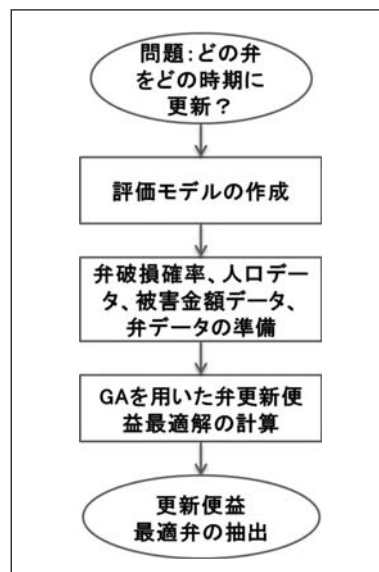 問題:どの弁
をどの時期に
更新？
評価モデルの作成
弁破損確率、人口デー
タ、被害金額データ、
弁データの準備
GAを用いた弁更新便
益最適解の計算
更新便益
最適弁の抽出